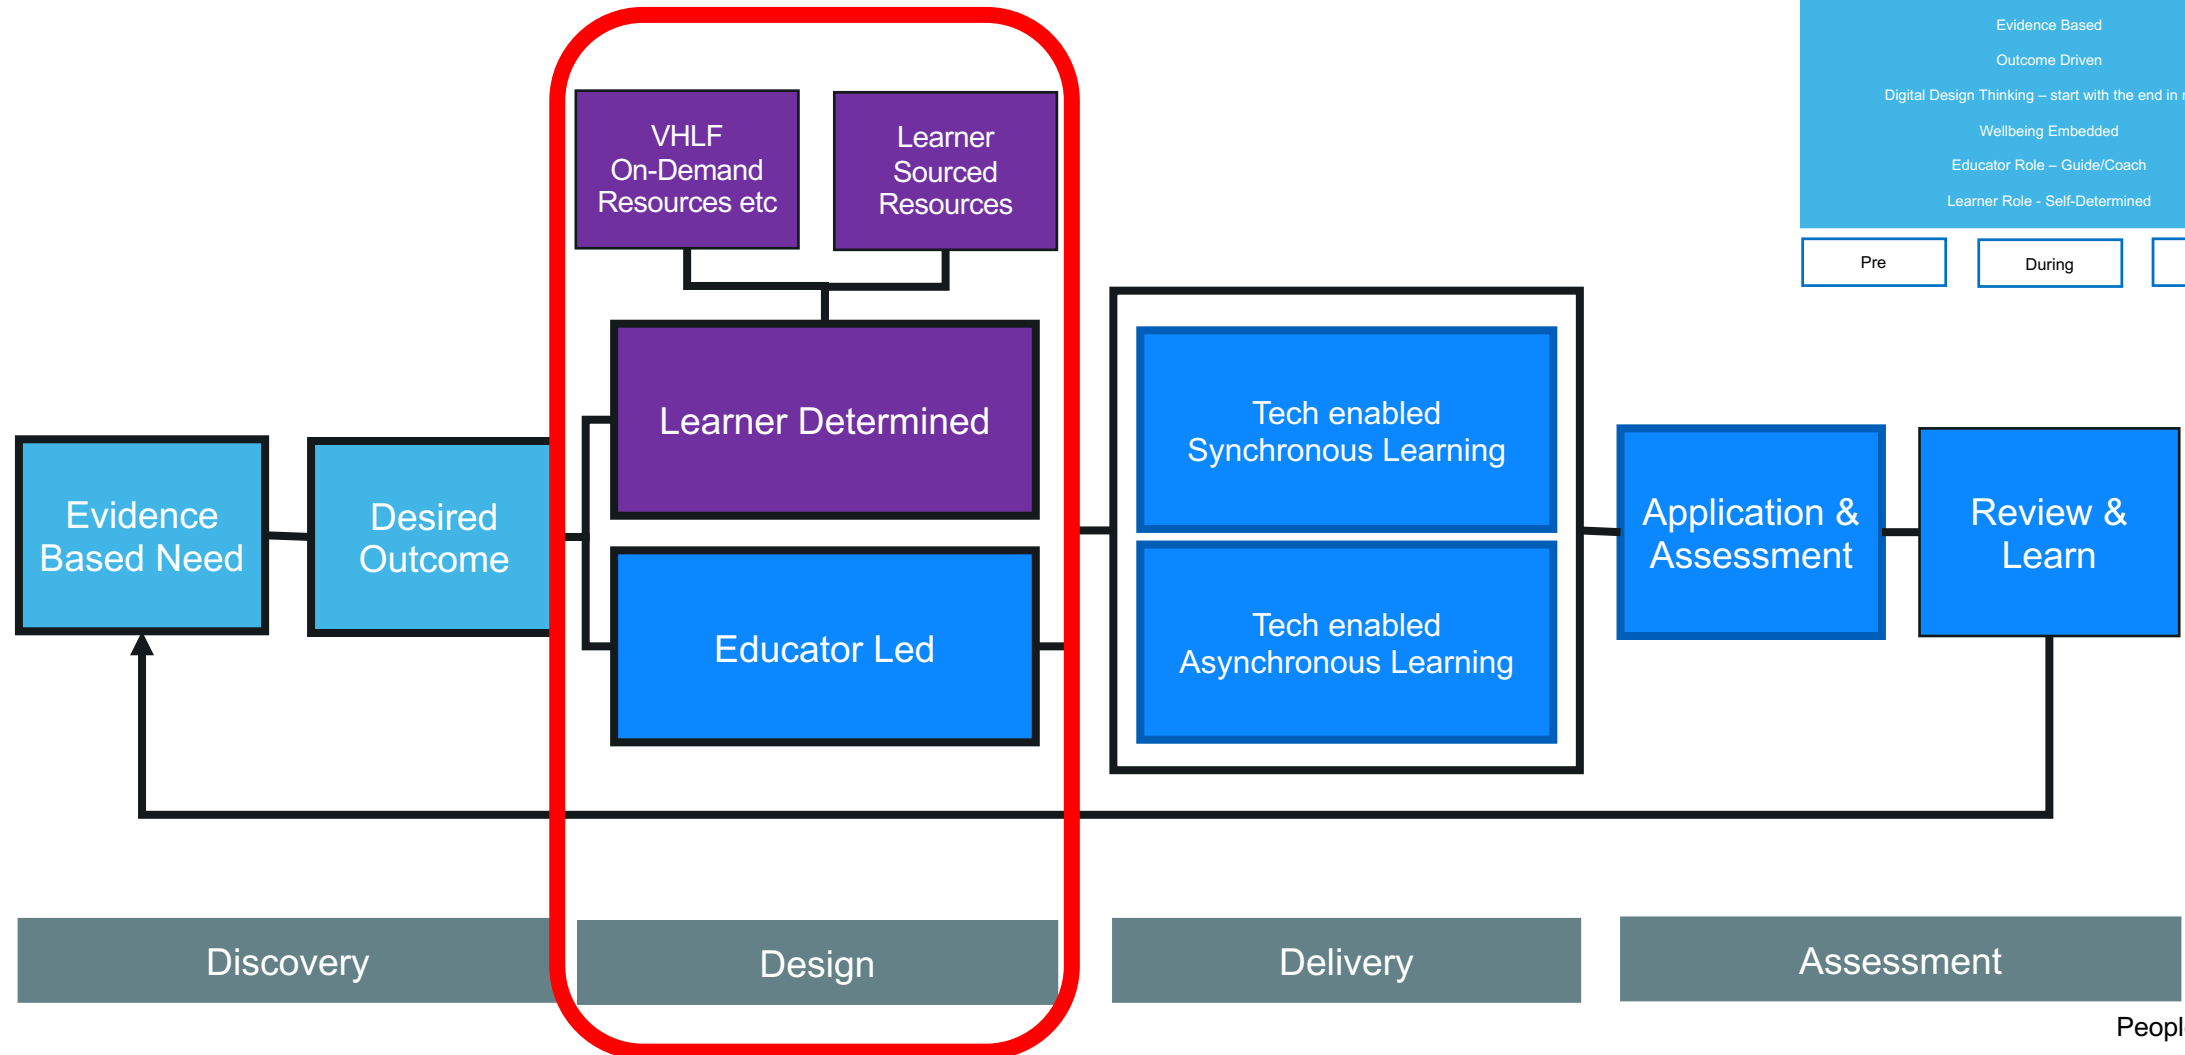 Evidence Based
Outcome Driven
Digital Design Thinking – start with the end in
Wellbeing Embedded
Educator Role – Guide/Coach
Learner Role - Self-Determined
Pre
During
VHLF
On-Demand
Resources etc
Learner
Sourced
Resources
Learner Determined
Educator Led
Evidence
Based Need
Desired
Outcome
Tech enabled
Synchronous Learning
Tech enabled
Asynchronous Learning
Application &
Assessment
Review &
Learn
Discovery
Design
Delivery
Assessment